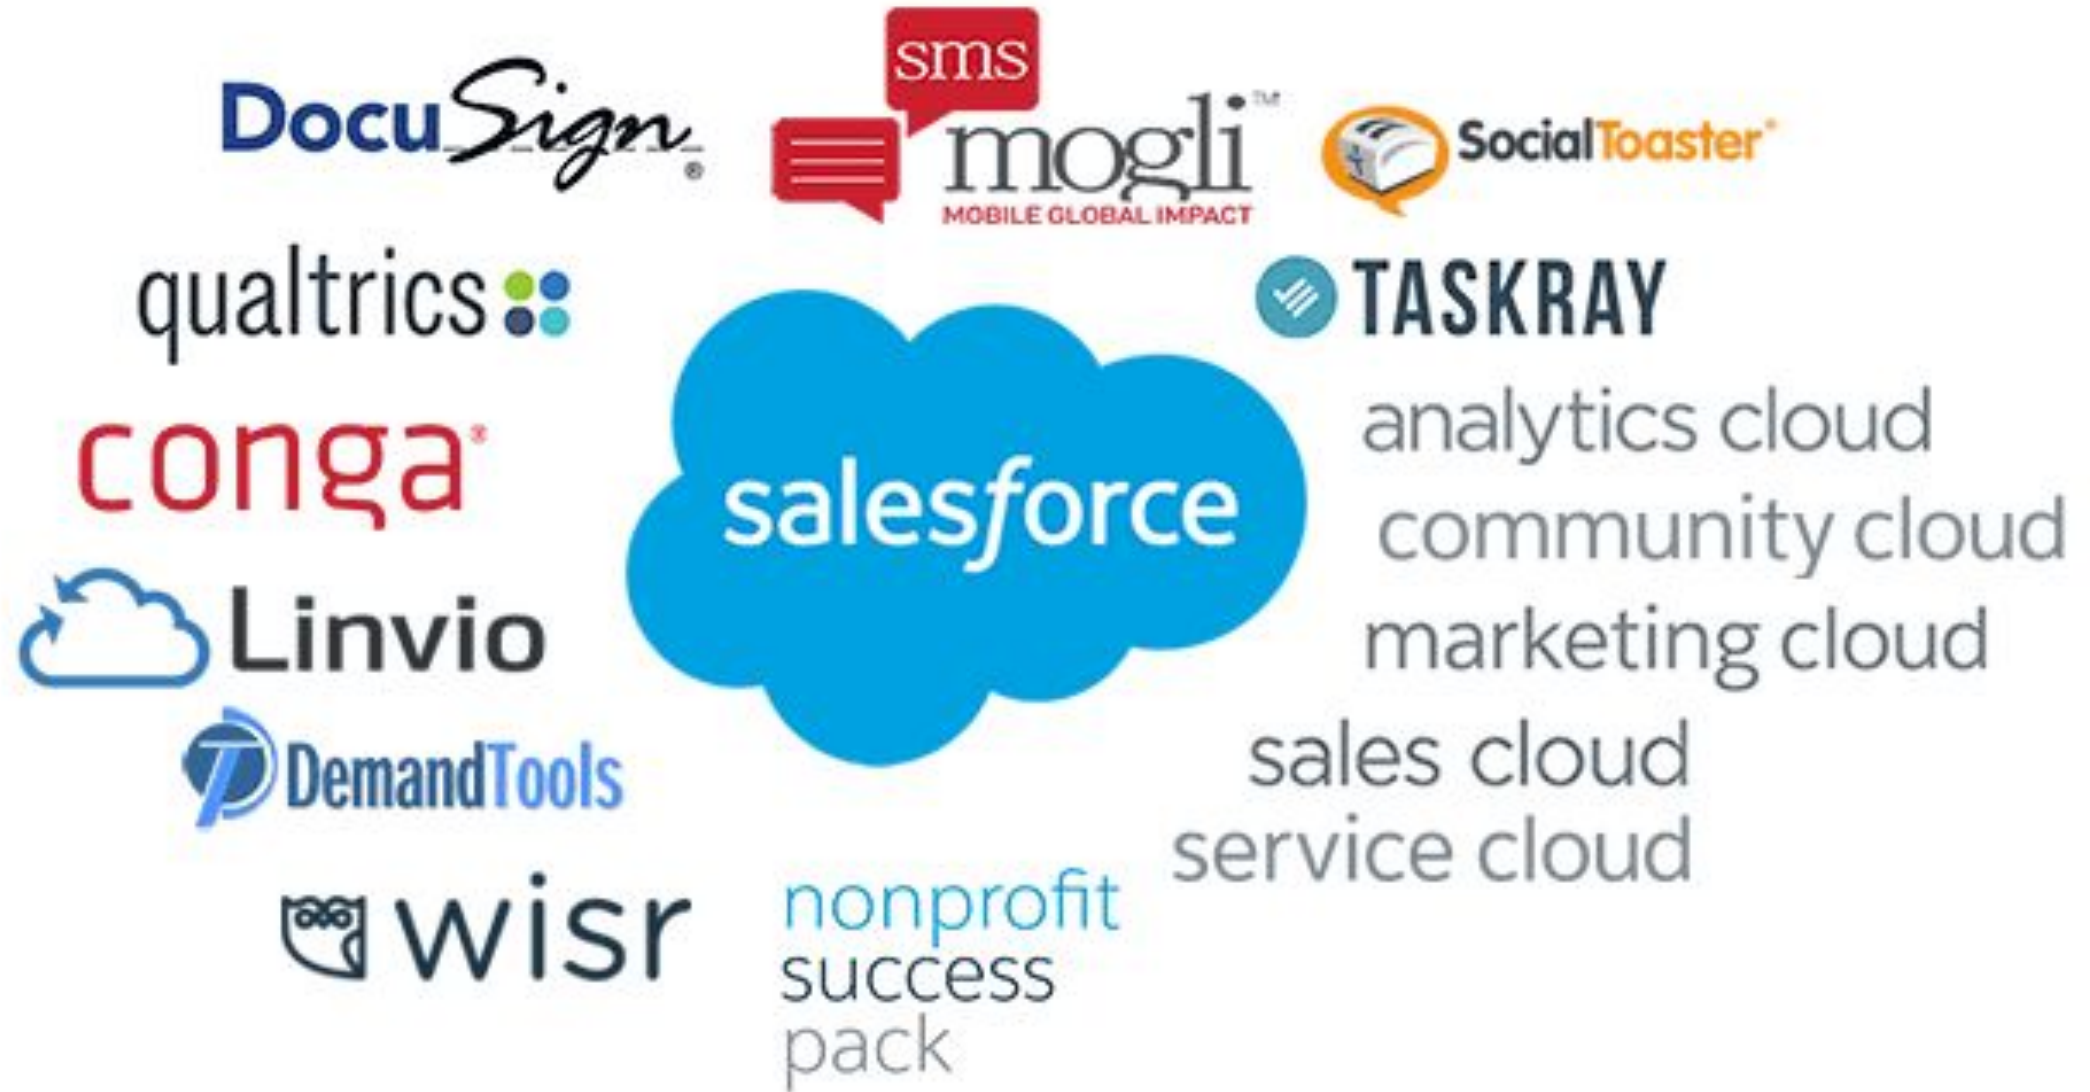 sms
DocuSign®
mogli™
MOBILE GLOBAL IMPACT
SocialToaster®
qualtrics
TASKRAY
analytics cloud
conga®
salesforce
community cloud
Linvio
marketing cloud
DemandTools
sales cloud
service cloud
wisr
nonprofit
success
pack